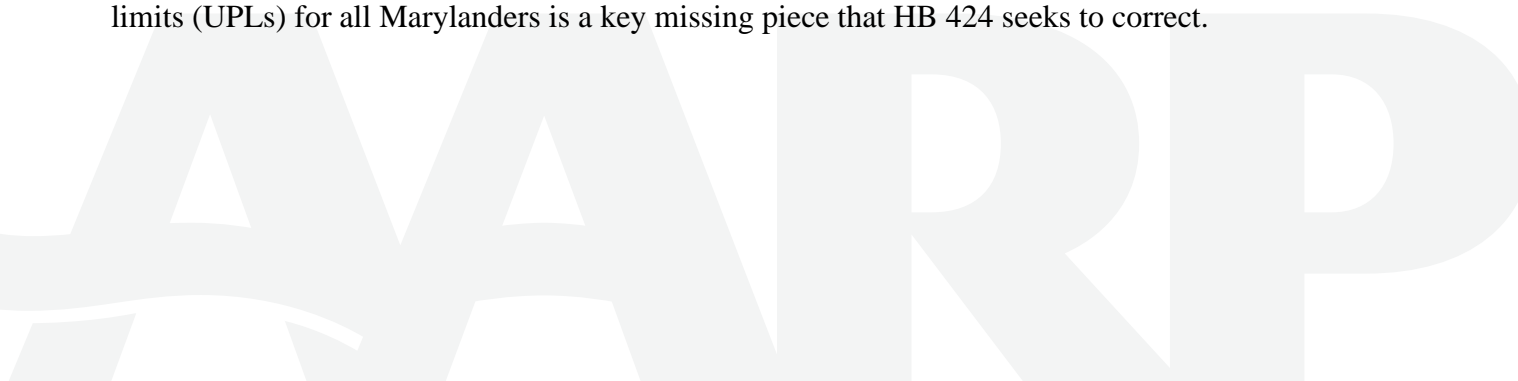 limits (UPLs) for all Marylanders is a key missing piece that HB 424 seeks to correct.
AARP